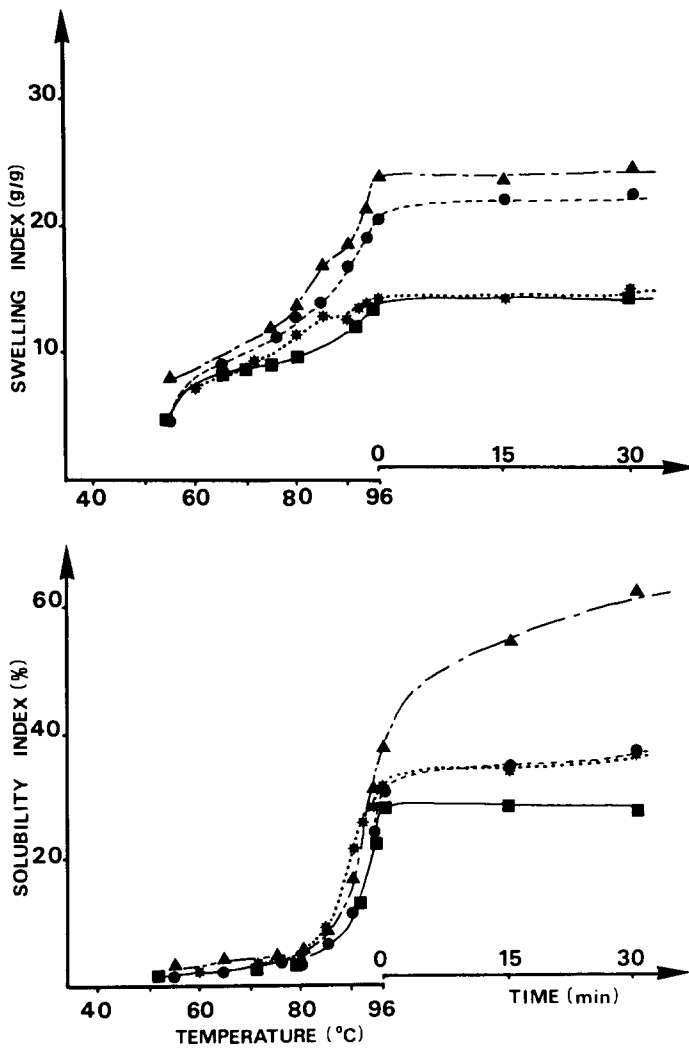 SWELLING INDEX (g/g)
30
20
10
0 15 30
40 60 80 96
SOLUBILITY INDEX (%)
60
40
20
0 15 30
40 60 80 96 TIME (min)
TEMPERATURE (°C)